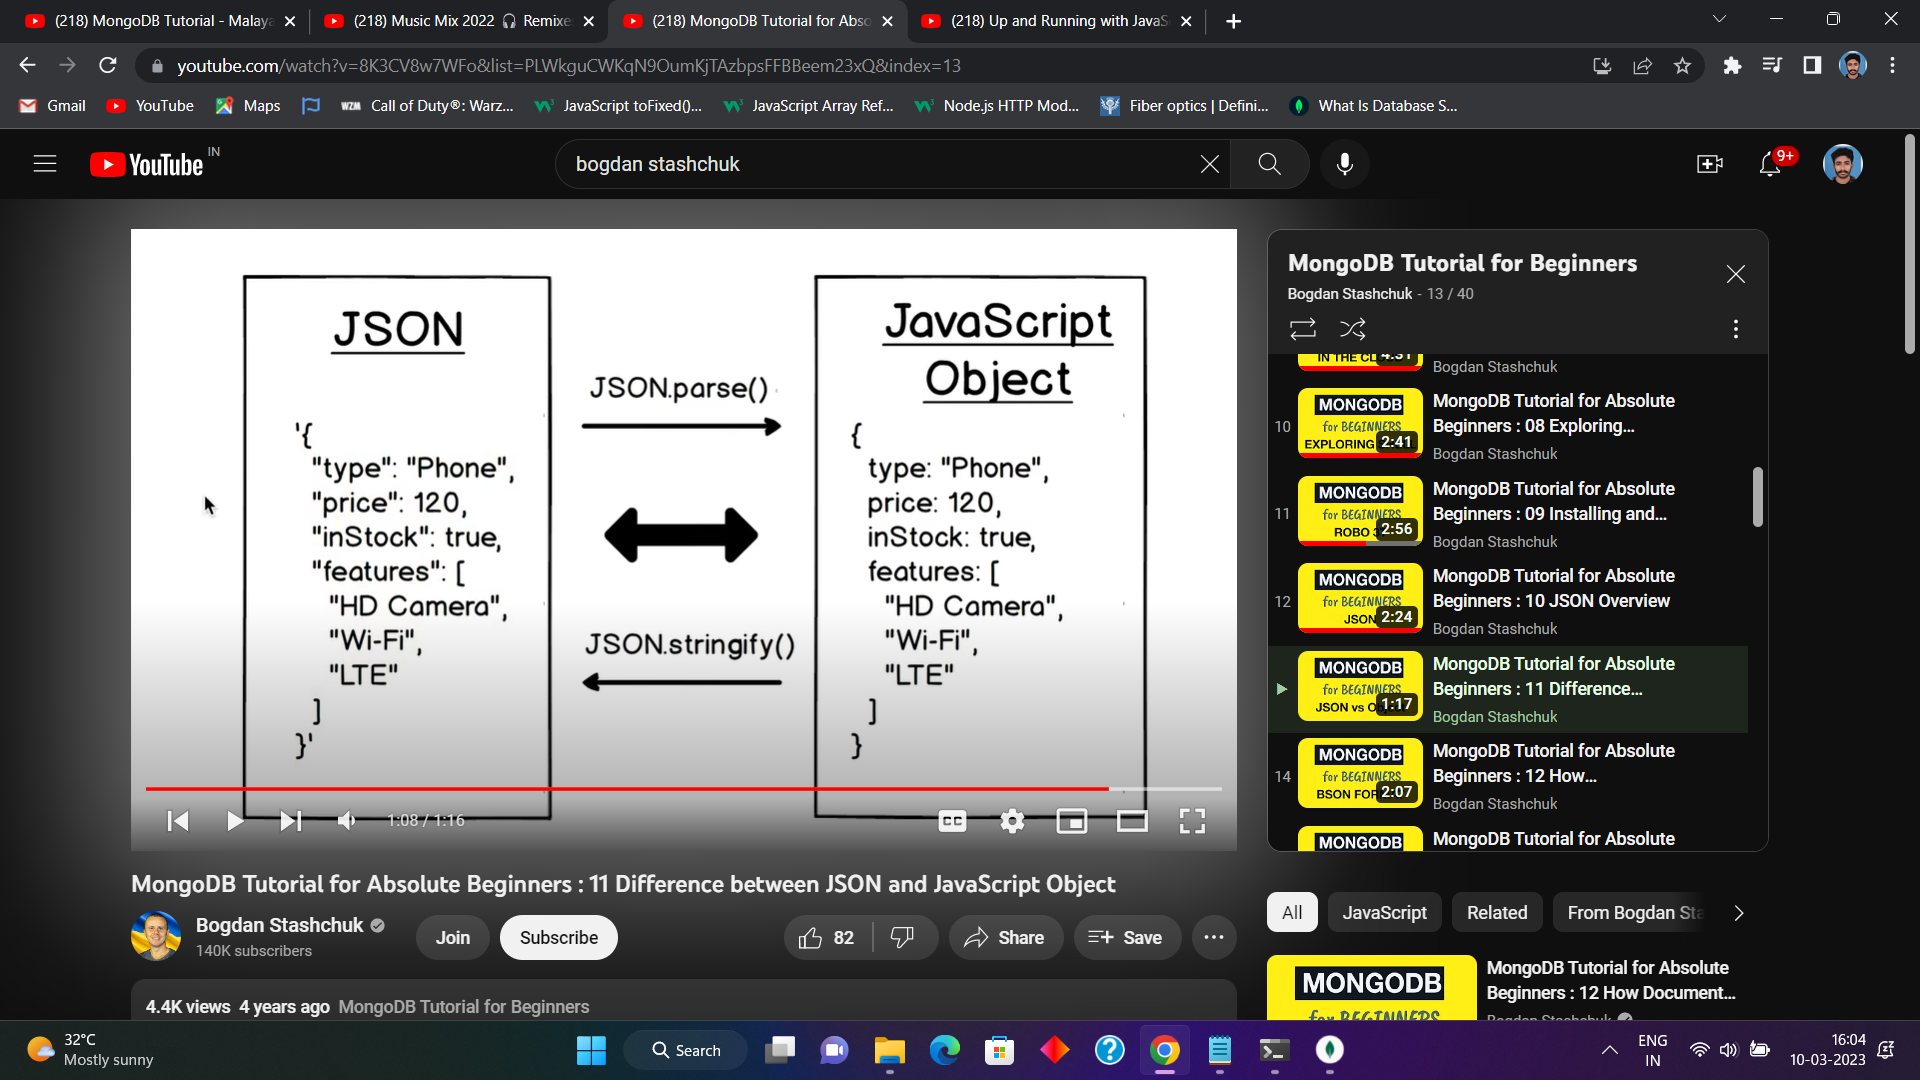 (218) MongoDB Tutorial - Malaya
(218) Music Mix 2022 🎧 Remixe
(218) MongoDB Tutorial for Abso
(218) Up and Running with JavaS
youtube.com/watch?v=8K3CV8w7WFo&list=PLWkguCWKqN9OumKjTAzbpsFFBBeem23xQ&index=13
Gmail
YouTube
Maps
Call of Duty®: Warz...
JavaScript toFixed()...
JavaScript Array Ref...
Node.js HTTP Mod...
Fiber optics | Defini...
What Is Database S...
YouTube IN
bogdan stashchuk
9+
JSON
'{
"type": "Phone",
"price": 120,
"inStock": true,
"features": [
"HD Camera",
"Wi-Fi",
"LTE"
]
}'
JSON.parse()
JSON.stringify()
JavaScript
Object
{
type: "Phone",
price: 120,
inStock: true,
features: [
"HD Camera",
"Wi-Fi",
"LTE"
]
}
1:08 / 1:16
CC
MongoDB Tutorial for Absolute Beginners : 11 Difference between JSON and JavaScript Object
Bogdan Stashchuk
140K subscribers
Join
Subscribe
82
Share
Save
4.4K views 4 years ago MongoDB Tutorial for Beginners
MongoDB Tutorial for Beginners
Bogdan Stashchuk - 13 / 40
IN THE
4:31
Bogdan Stashchuk
10
MONGODB
for BEGINNERS
EXPLORING
2:41
MongoDB Tutorial for Absolute
Beginners : 08 Exploring...
Bogdan Stashchuk
11
MONGODB
for BEGINNERS
ROBO
2:56
MongoDB Tutorial for Absolute
Beginners : 09 Installing and...
Bogdan Stashchuk
12
MONGODB
for BEGINNERS
JSON
2:24
MongoDB Tutorial for Absolute
Beginners : 10 JSON Overview
Bogdan Stashchuk
MONGODB
for BEGINNERS
JSON vs
1:17
MongoDB Tutorial for Absolute
Beginners : 11 Difference...
Bogdan Stashchuk
14
MONGODB
for BEGINNERS
BSON FOR
2:07
MongoDB Tutorial for Absolute
Beginners : 12 How...
Bogdan Stashchuk
MONGODB
MongoDB Tutorial for Absolute
All
JavaScript
Related
From Bogdan Sta
MONGODB
for BEGINNERS
MongoDB Tutorial for Absolute
Beginners : 12 How Document...
Bogdan Stashchuk
32°C
Mostly sunny
Search
ENG
IN
16:04
10-03-2023